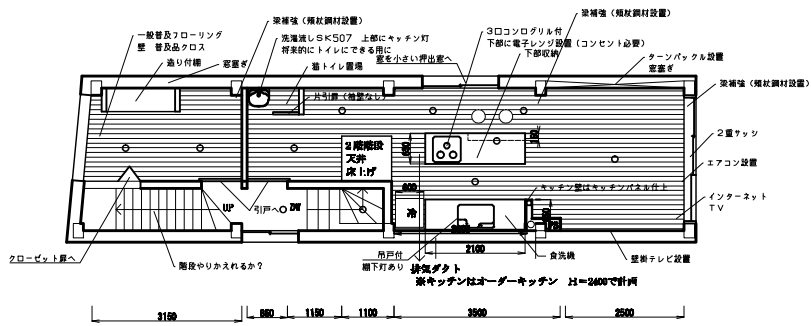 梁補強（頬杖鋼材設置）
梁補強（頬杖鋼材設置）
3口コンログリル付
下部に電子レンジ設置（コンセント必要）
下部収納
一般普及フローリング
壁 普及品クロス
窓塞ぎ
造り付棚
洗濯流しSK507 上部にキッチン灯
将来的にトイレにできる用に
猫トイレ置場
窓を小さい押出窓へ
ターンバックル設置
窓塞ぎ
梁補強（頬杖鋼材設置）
片引扉（袖壁なし）
2階階段
天井
床上げ
650
150
2重サッシ
エアコン設置
600
キッチン壁はキッチンパネル仕上
インターネット
TV
UP
引戸へ
DN
冷
PS
2100
クローゼット扉へ
階段やりかえれるか？
吊戸付
棚下灯あり
排気ダクト
食洗機
壁掛テレビ設置
※キッチンはオーダーキッチン H=2400で計画
3150
850
1150
1100
3500
2500